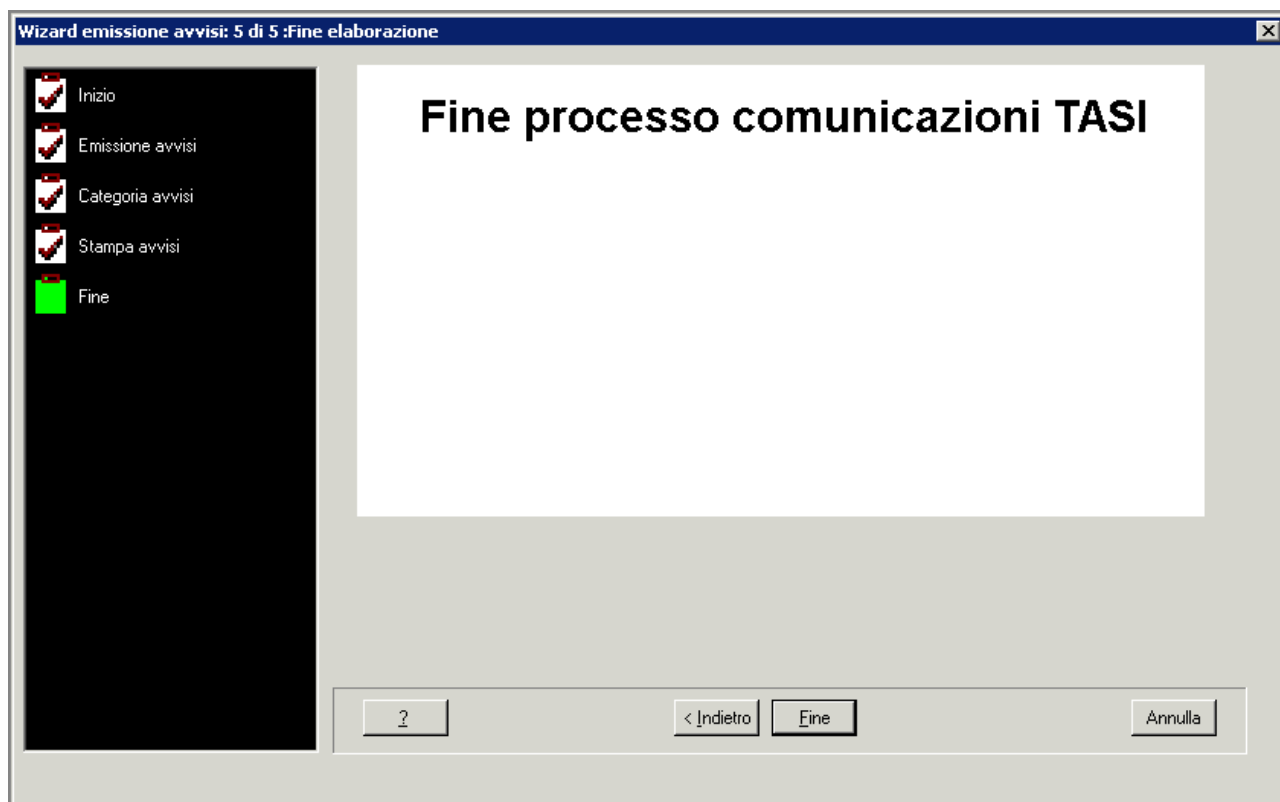 Wizard emissione avvisi: 5 di 5 :Fine elaborazione
Inizio
Emissione avvisi
Categoria avvisi
Stampa avvisi
Fine
Fine processo comunicazioni TASI
?
< Indietro
Fine
Annulla